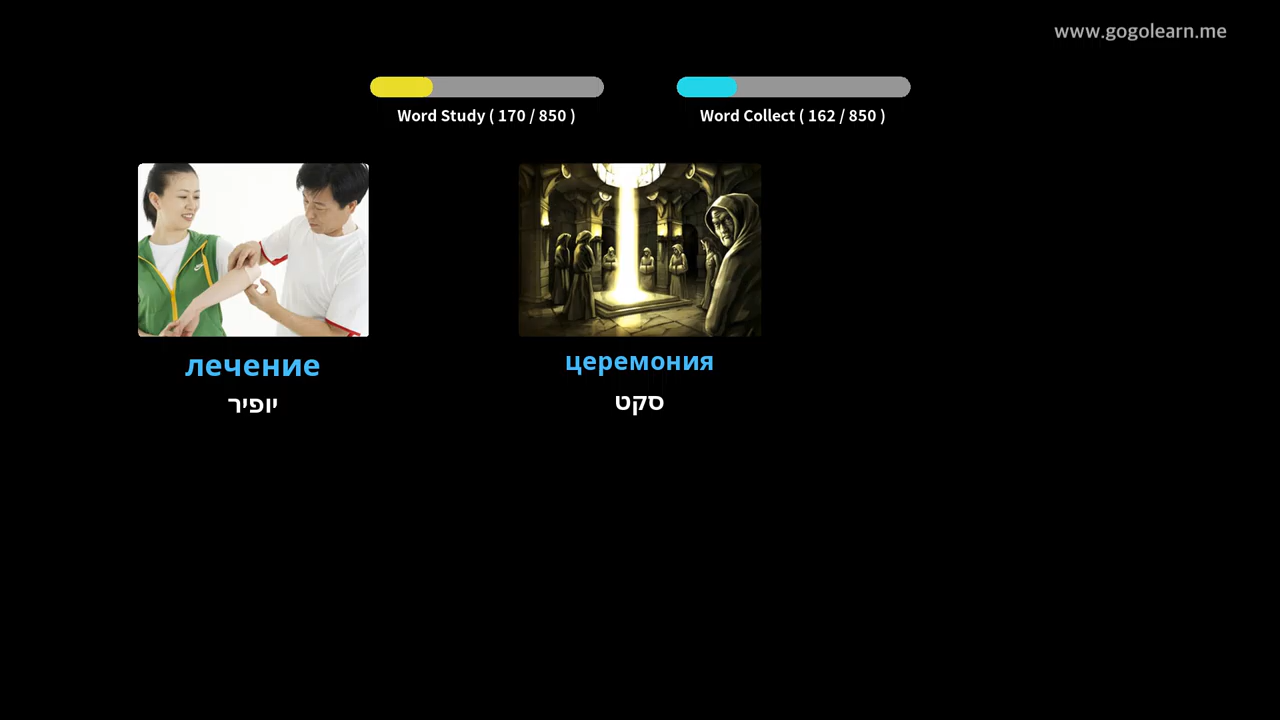 www.gogolearn.me
Word Study ( 170 / 850 )
Word Collect ( 162 / 850 )
лечение
יופיר
церемония
סקט